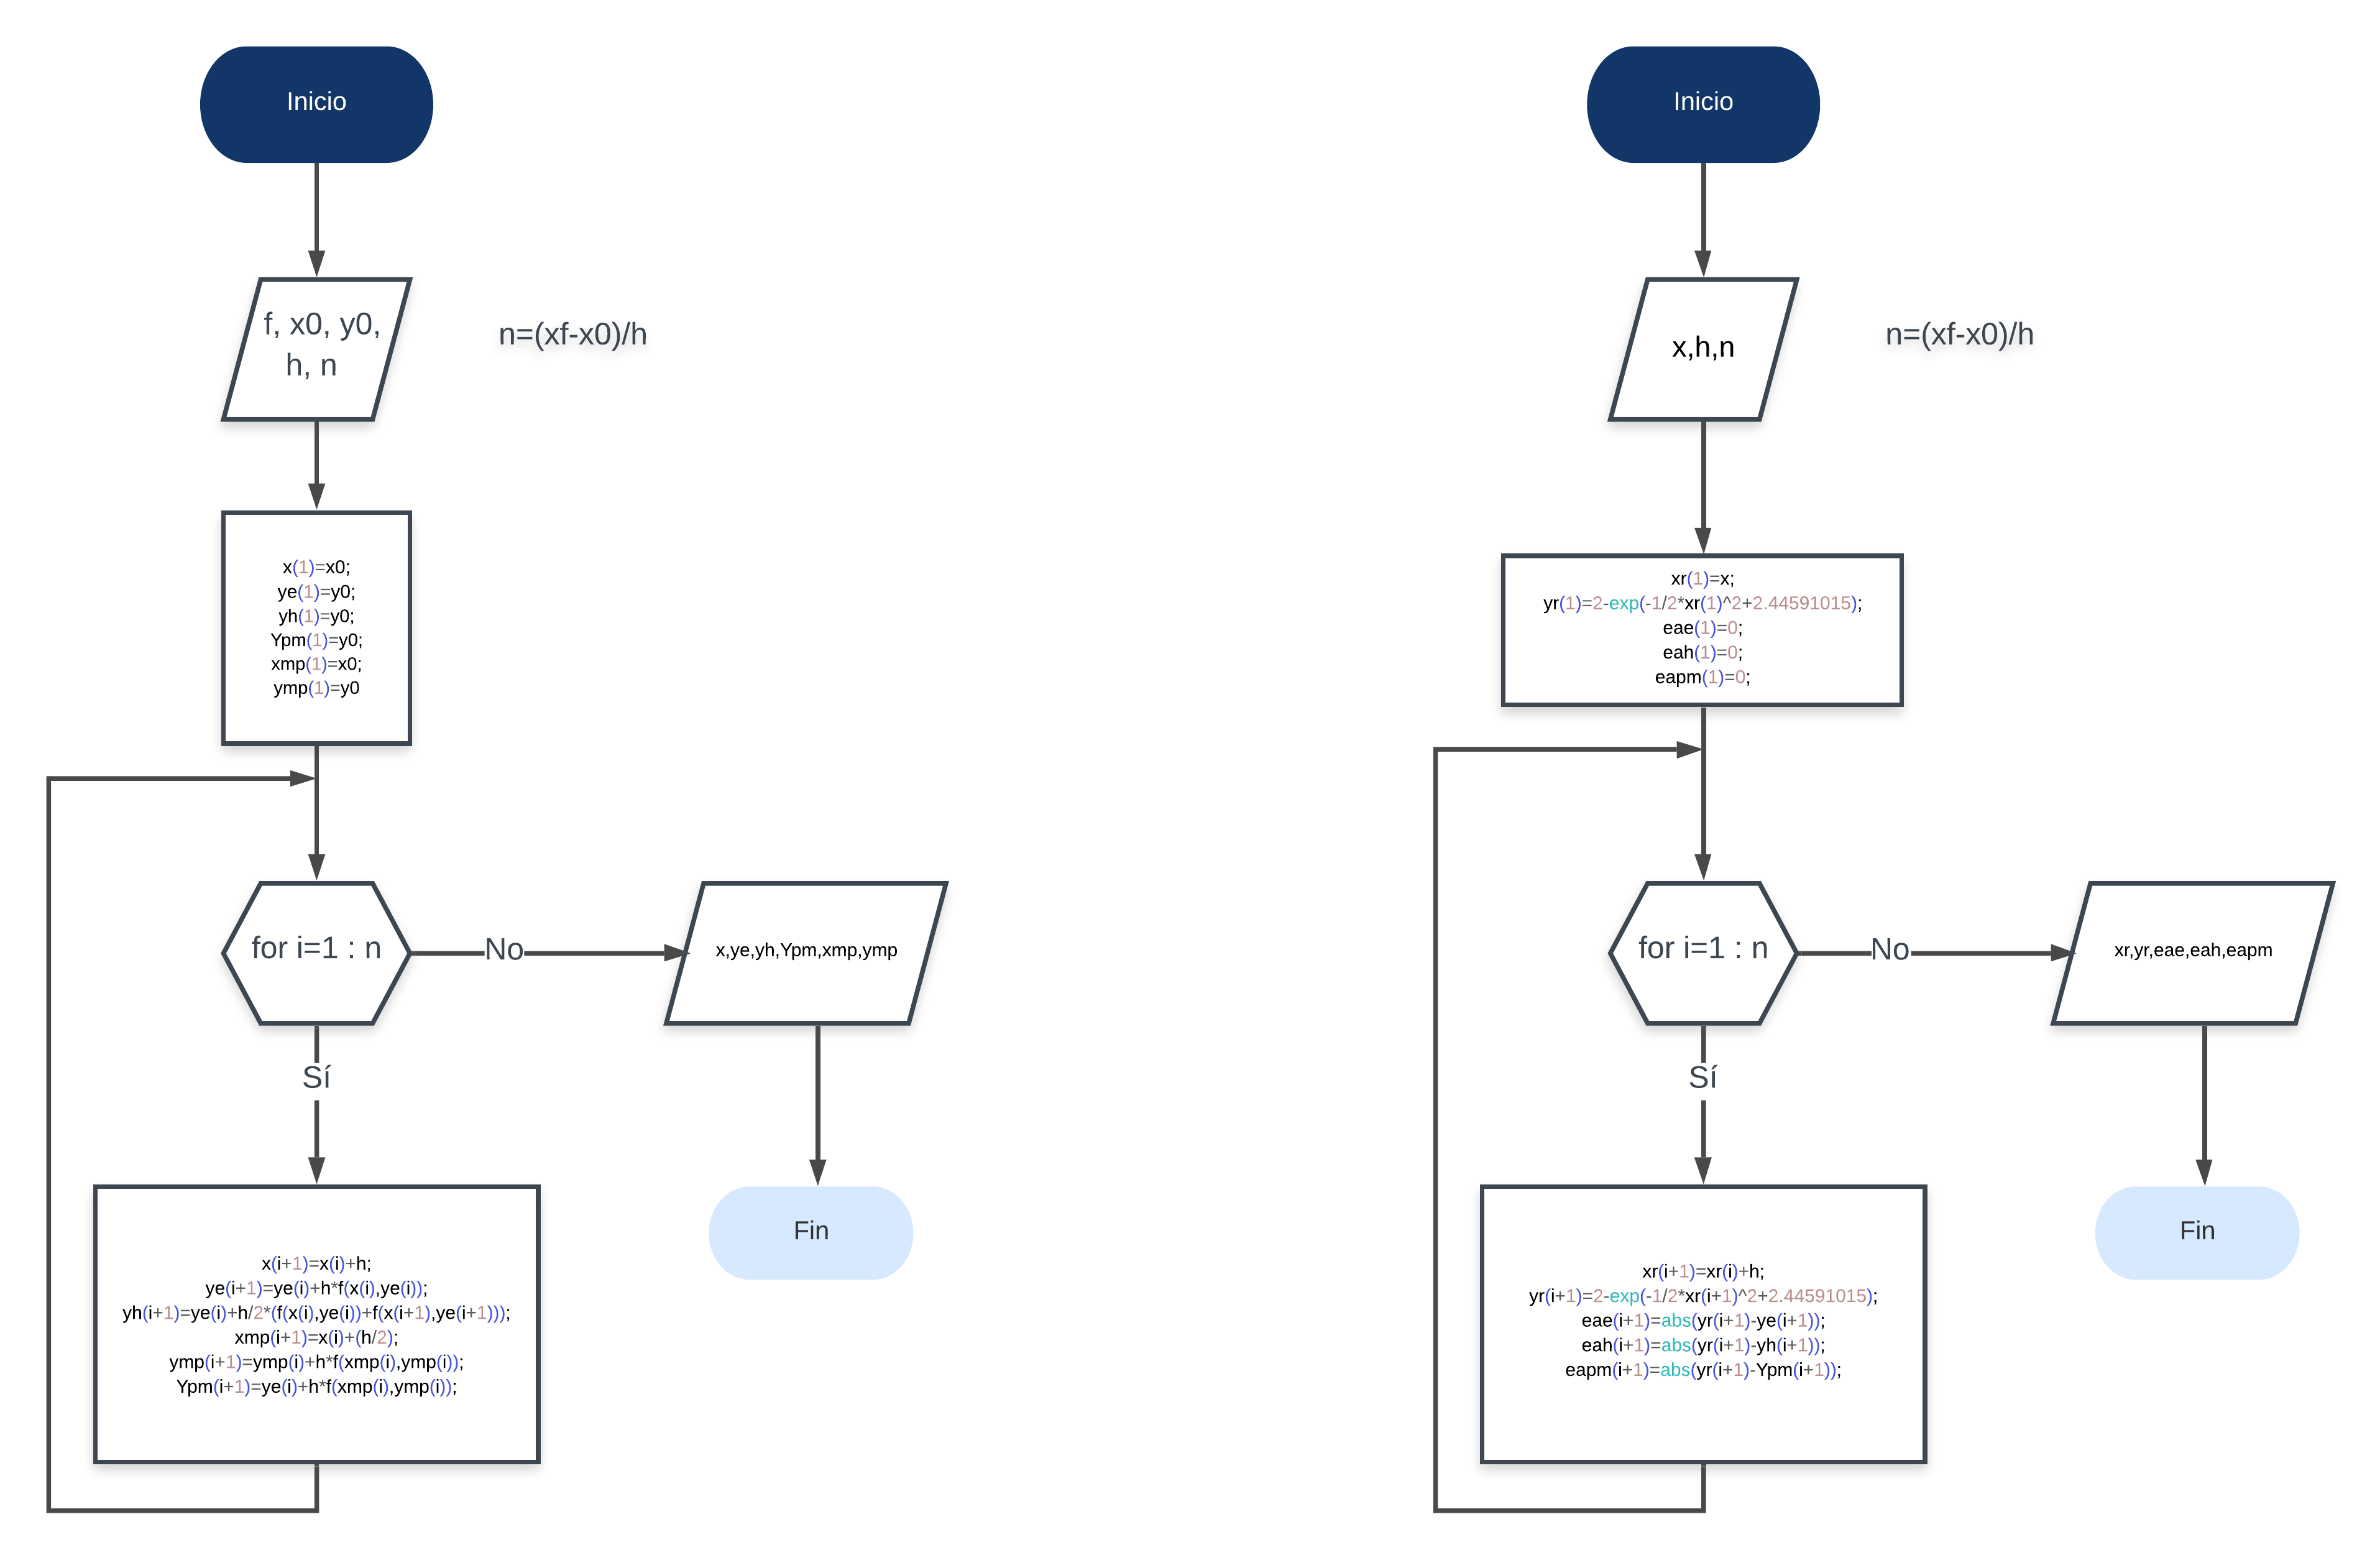 Inicio
f, x0, y0,
h, n
n=(xf-x0)/h
x(1)=x0;
ye(1)=y0;
yh(1)=y0;
Ypm(1)=y0;
xmp(1)=x0;
ymp(1)=y0
for i=1 : n
No
x,ye,yh,Ypm,xmp,ymp
Sí
Fin
x(i+1)=x(i)+h;
ye(i+1)=ye(i)+h*f(x(i),ye(i));
yh(i+1)=ye(i)+h/2*(f(x(i),ye(i))+f(x(i+1),ye(i+1)));
xmp(i+1)=x(i)+(h/2);
ymp(i+1)=ymp(i)+h*f(xmp(i),ymp(i));
Ypm(i+1)=ye(i)+h*f(xmp(i),ymp(i));
Inicio
x,h,n
n=(xf-x0)/h
xr(1)=x;
yr(1)=2-exp(-1/2*xr(1)^2+2.44591015);
eae(1)=0;
eah(1)=0;
eapm(1)=0;
for i=1 : n
No
xr,yr,eae,eah,eapm
Sí
Fin
xr(i+1)=xr(i)+h;
yr(i+1)=2-exp(-1/2*xr(i+1)^2+2.44591015);
eae(i+1)=abs(yr(i+1)-ye(i+1));
eah(i+1)=abs(yr(i+1)-yh(i+1));
eapm(i+1)=abs(yr(i+1)-Ypm(i+1));